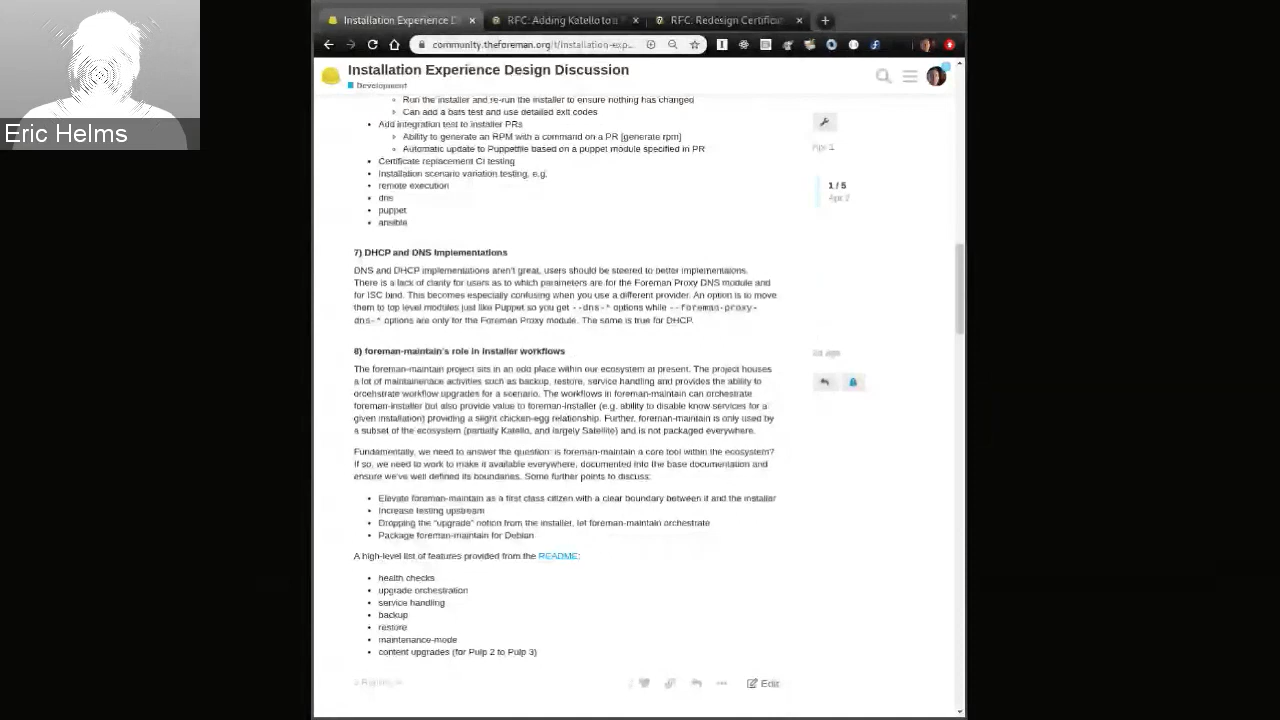 Installation Experience D
RFC: Adding Katello to a
RFC: Redesign Certificat
community.theforeman.org/t/installation-exp...
Eric Helms
Installation Experience Design Discussion
Development
Run the installer and re-run the installer to ensure nothing has changed
Can add a bats test and use detailed exit codes
Add integration test to installer PRs
Ability to generate an RPM with a command on a PR [generate rpm]
Automatic update to Puppetfile based on a puppet module specified in PR
Certificate replacement CI testing
Installation scenario variation testing, e.g.
remote execution
dns
puppet
ansible
Apr 2
1 / 5
Apr 2
7) DHCP and DNS Implementations
DNS and DHCP implementations aren't great, users should be steered to better implementaions.
There is a lack of clarity for users as to which parameters are for the Foreman Proxy DNS module and
for ISC bind. This becomes especially confusing when you use a different provider. An option is to move
them to top level modules just like Puppet so you get --dns-* options while --foreman-proxy-
dns-* options are only for the Foreman Proxy module. The same is true for DHCP.
8) foreman-maintain's role in installer workflows
The foreman-maintain project sits in an odd place within our ecosystem at present. The project houses
a lot of maintainenace activities such as backup, restore, service handling and provides the ability to
orcehstrate workflow upgrades for a scenario. The workflows in foreman-maintain can orchestrate
foreman-installer but also provide value to foreman-installer (e.g. ability to disable know services for a
given installation) providing a slight chicken-egg relationship. Further, foreman-maintain is only used by
a subset of the ecosystem (partially Katello, and largely Satellite) and is not packaged everywhere.
Fundamentally, we need to answer the question: is foreman-maintain a core tool within the ecosystem?
If so, we need to work to make it available everywhere, documented into the base documentation and
ensure we've well defined its boundaries. Some further points to discuss:
Elevate foreman-maintain as a first class citizen with a clear boundary between it and the installer
Increase testing upstream
Dropping the "upgrade" notion from the installer, let foreman-maintain orchestrate
Package foreman-maintain for Debian
A high-level list of features provided from the README:
health checks
upgrade orchestration
service handling
backup
restore
maintenance-mode
content upgrades (for Pulp 2 to Pulp 3)
Edit